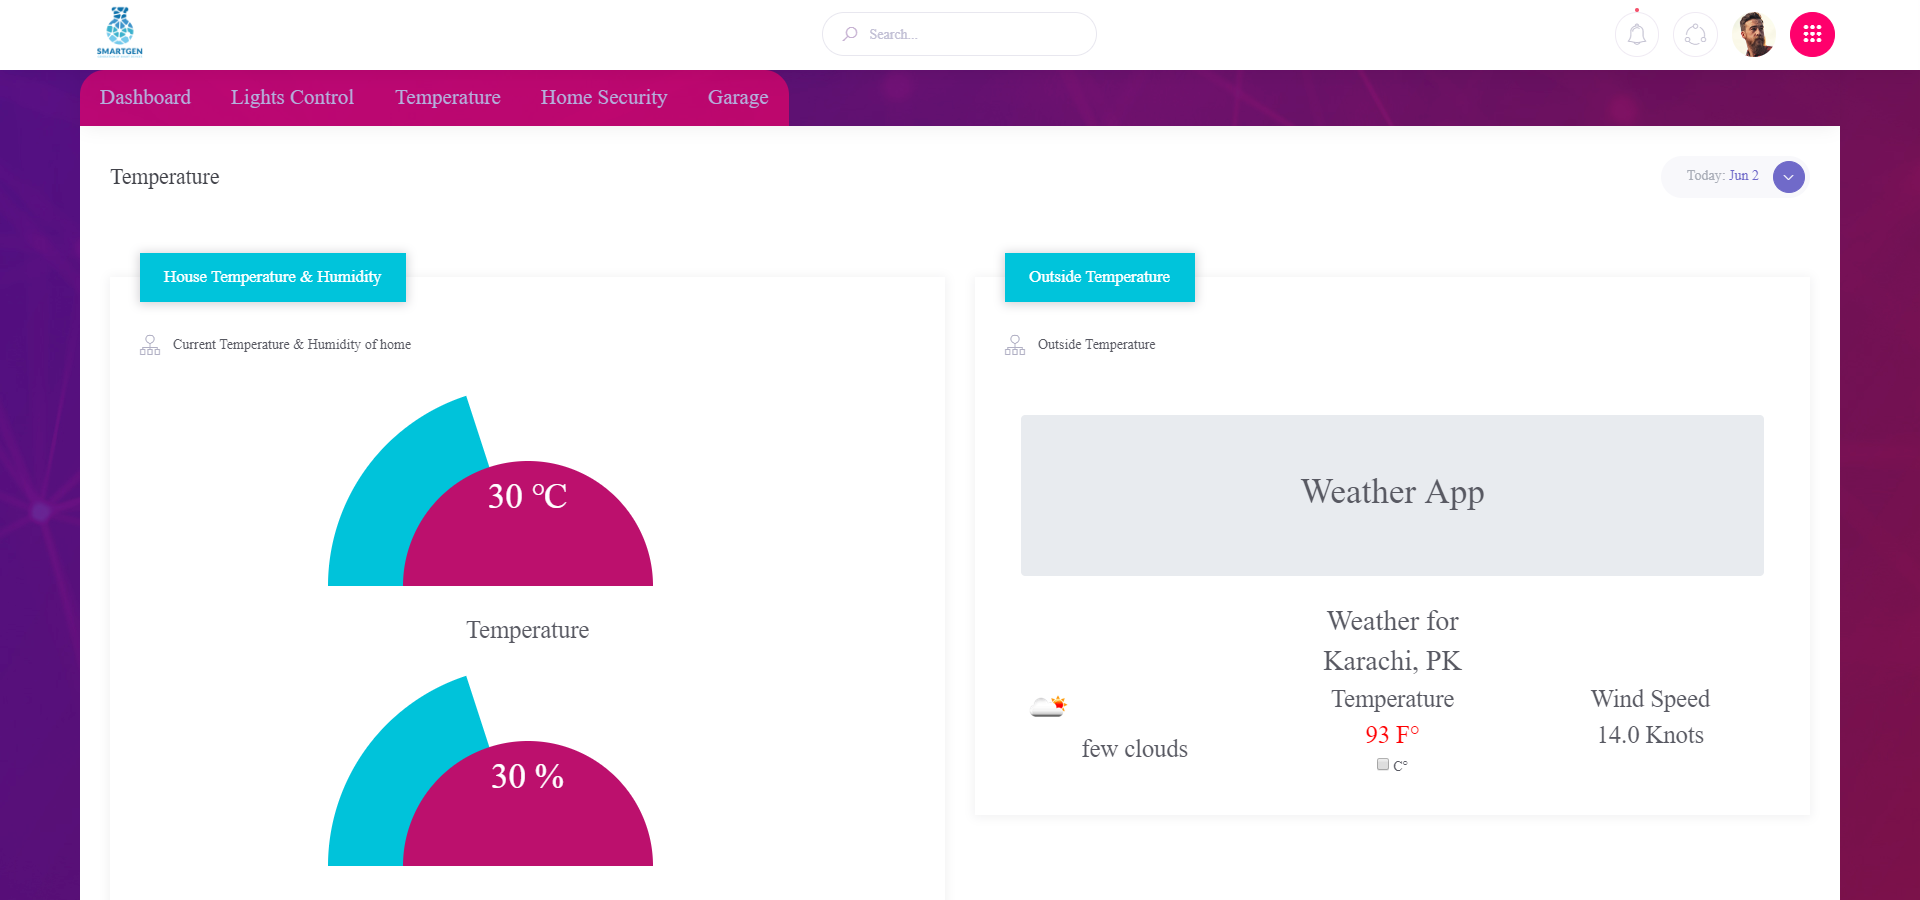 SMARTGEN
Search...
Dashboard
Lights Control
Temperature
Home Security
Garage
Temperature
Today: Jun 2
House Temperature & Humidity
Current Temperature & Humidity of home
30 °C
Temperature
30 %
Outside Temperature
Outside Temperature
Weather App
Weather for
Karachi, PK
few clouds
Temperature
93 F°
C°
Wind Speed
14.0 Knots